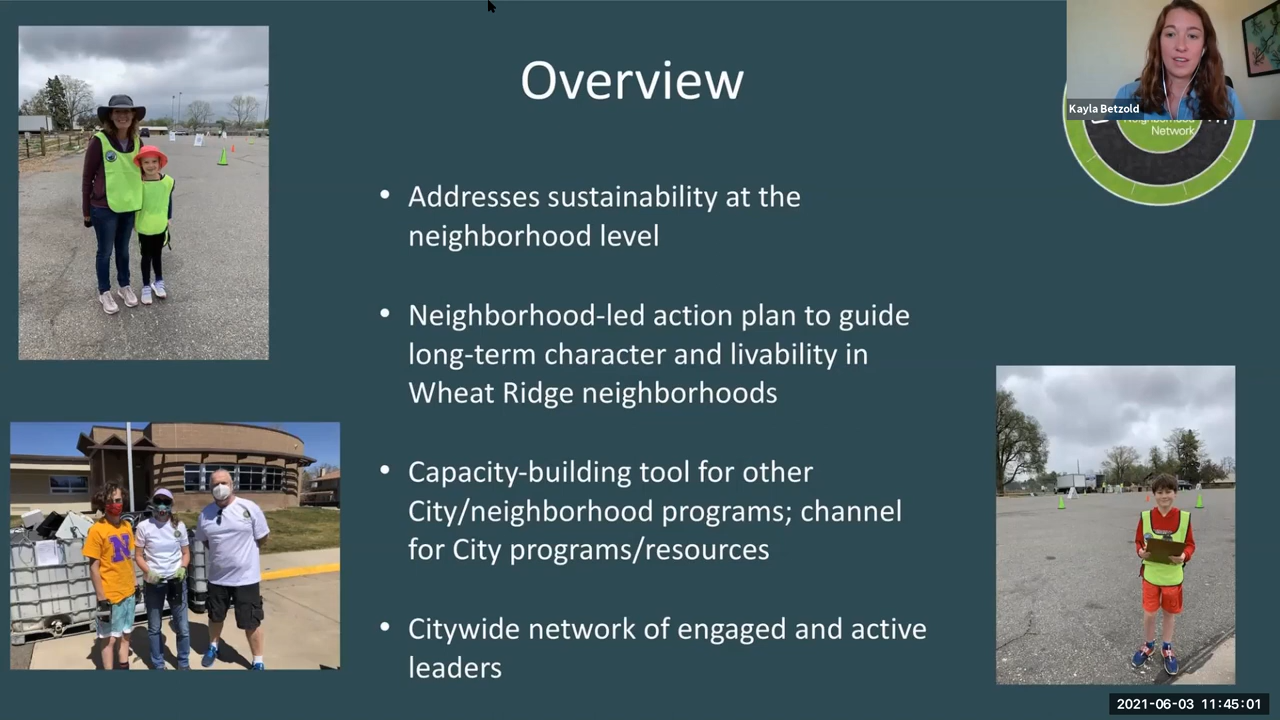 Overview
Kayla Betzold
Neighborhood
Network
• Addresses sustainability at the
neighborhood level
• Neighborhood-led action plan to guide
long-term character and livability in
Wheat Ridge neighborhoods
• Capacity-building tool for other
City/neighborhood programs; channel
for City programs/resources
• Citywide network of engaged and active
leaders
N
2021-06-03 11:45:01